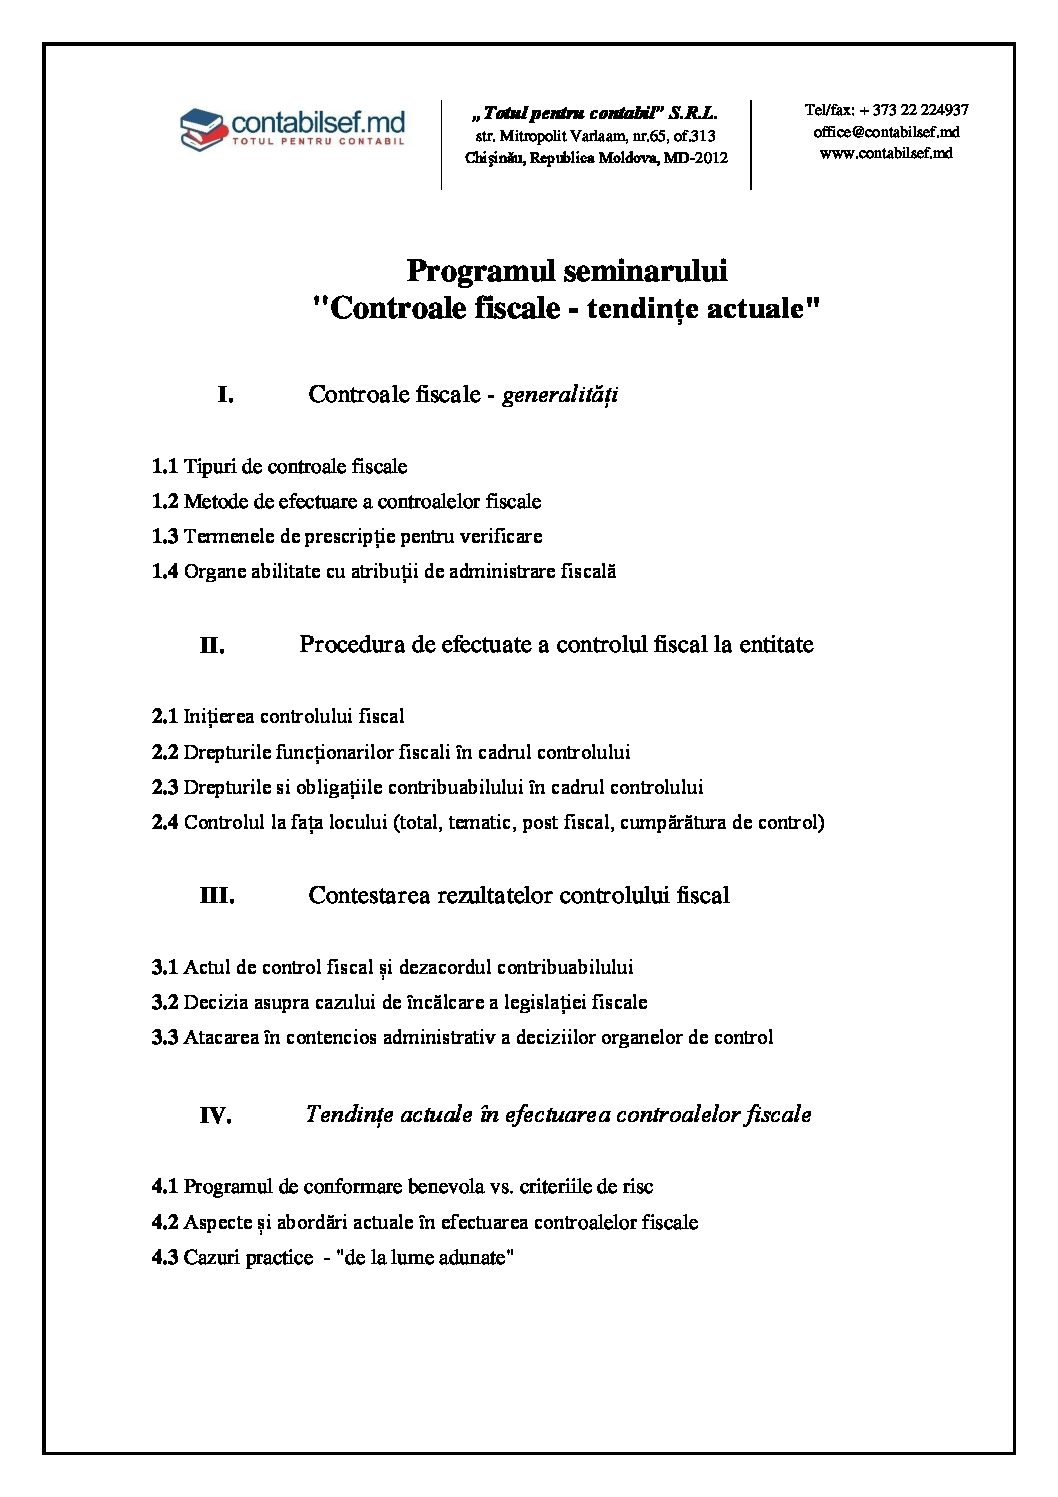 contabilsef.md
TOTUL PENTRU CONTABIL
„Totul pentru contabil” S.R.L.
str. Mitropolit Varlaam, nr.65, of.313
Chişinău, Republica Moldova, MD-2012
Tel/fax: + 373 22 224937
office@contabilsef.md
www.contabilsef.md
Programul seminarului
"Controale fiscale - tendințe actuale"
I. Controale fiscale - generalități
1.1 Tipuri de controale fiscale
1.2 Metode de efectuare a controalelor fiscale
1.3 Termenele de prescripție pentru verificare
1.4 Organe abilitate cu atribuții de administrare fiscală
II. Procedura de efectuate a controlul fiscal la entitate
2.1 Inițierea controlului fiscal
2.2 Drepturile funcționarilor fiscali în cadrul controlului
2.3 Drepturile si obligațiile contribuabilului în cadrul controlului
2.4 Controlul la fața locului (total, tematic, post fiscal, cumpărătura de control)
III. Contestarea rezultatelor controlului fiscal
3.1 Actul de control fiscal și dezacordul contribuabilului
3.2 Decizia asupra cazului de încălcare a legislației fiscale
3.3 Atacarea în contencios administrativ a deciziilor organelor de control
IV. Tendințe actuale în efectuarea controalelor fiscale
4.1 Programul de conformare benevola vs. criteriile de risc
4.2 Aspecte și abordări actuale în efectuarea controalelor fiscale
4.3 Cazuri practice - "de la lume adunate"